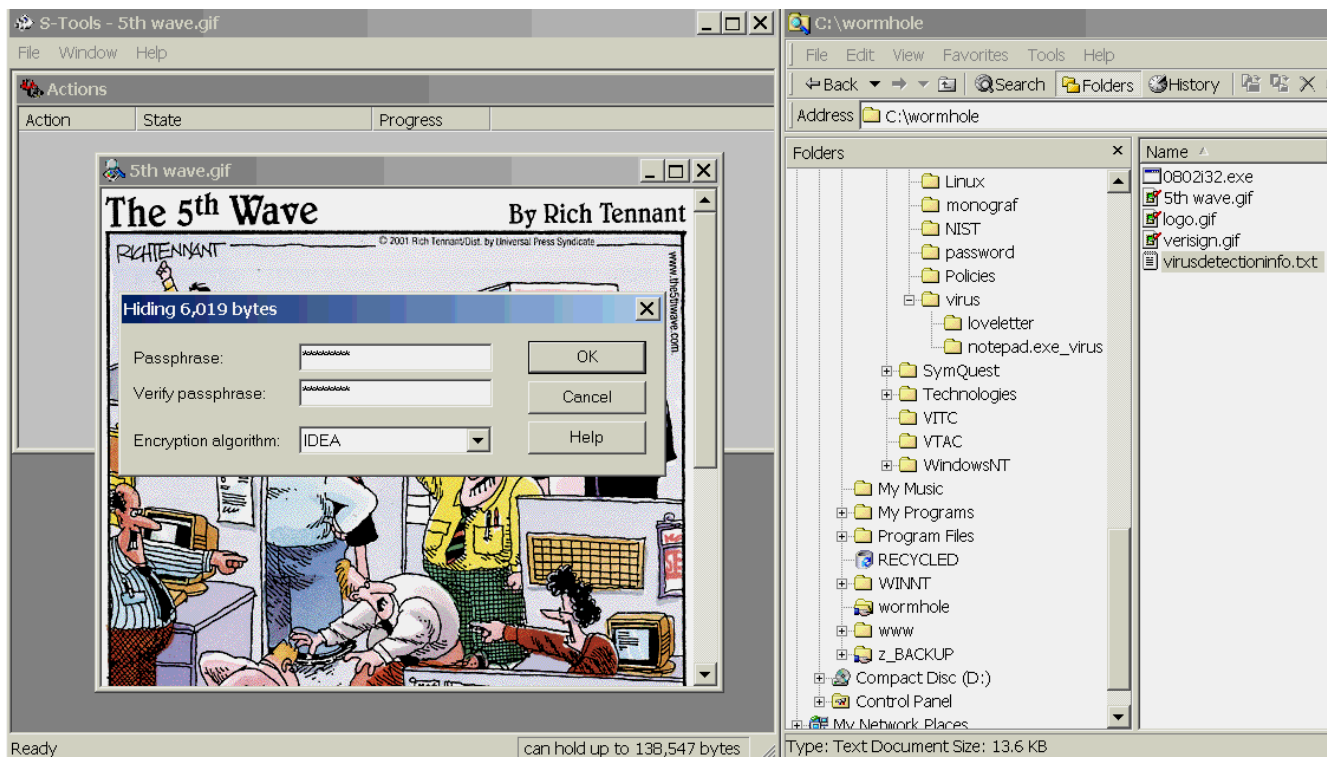 S-Tools - 5th wave.gif
File Window Help
Actions
Action State Progress
5th wave.gif
The 5th Wave By Rich Tennant
RICHTENNANT
© 2001 Rich Tennant/Dist. by Universal Press Syndicate
www.the5thwave.com.
Hiding 6,019 bytes
Passphrase: **********
OK
Verify passphrase: **********
Cancel
Encryption algorithm: IDEA
Help
Ready
can hold up to 138,547 bytes
C:\wormhole
File Edit View Favorites Tools Help
Back Search Folders History
Address C:\wormhole
Folders
Linux
monograf
NIST
password
Policies
virus
loveletter
notepad.exe_virus
SymQuest
Technologies
VITC
VTAC
WindowsNT
My Music
My Programs
Program Files
RECYCLED
WINNT
wormhole
www
z_BACKUP
Compact Disc (D:)
Control Panel
My Network Places
Name
0802i32.exe
5th wave.gif
logo.gif
verisign.gif
virusdetectioninfo.txt
Type: Text Document Size: 13.6 KB